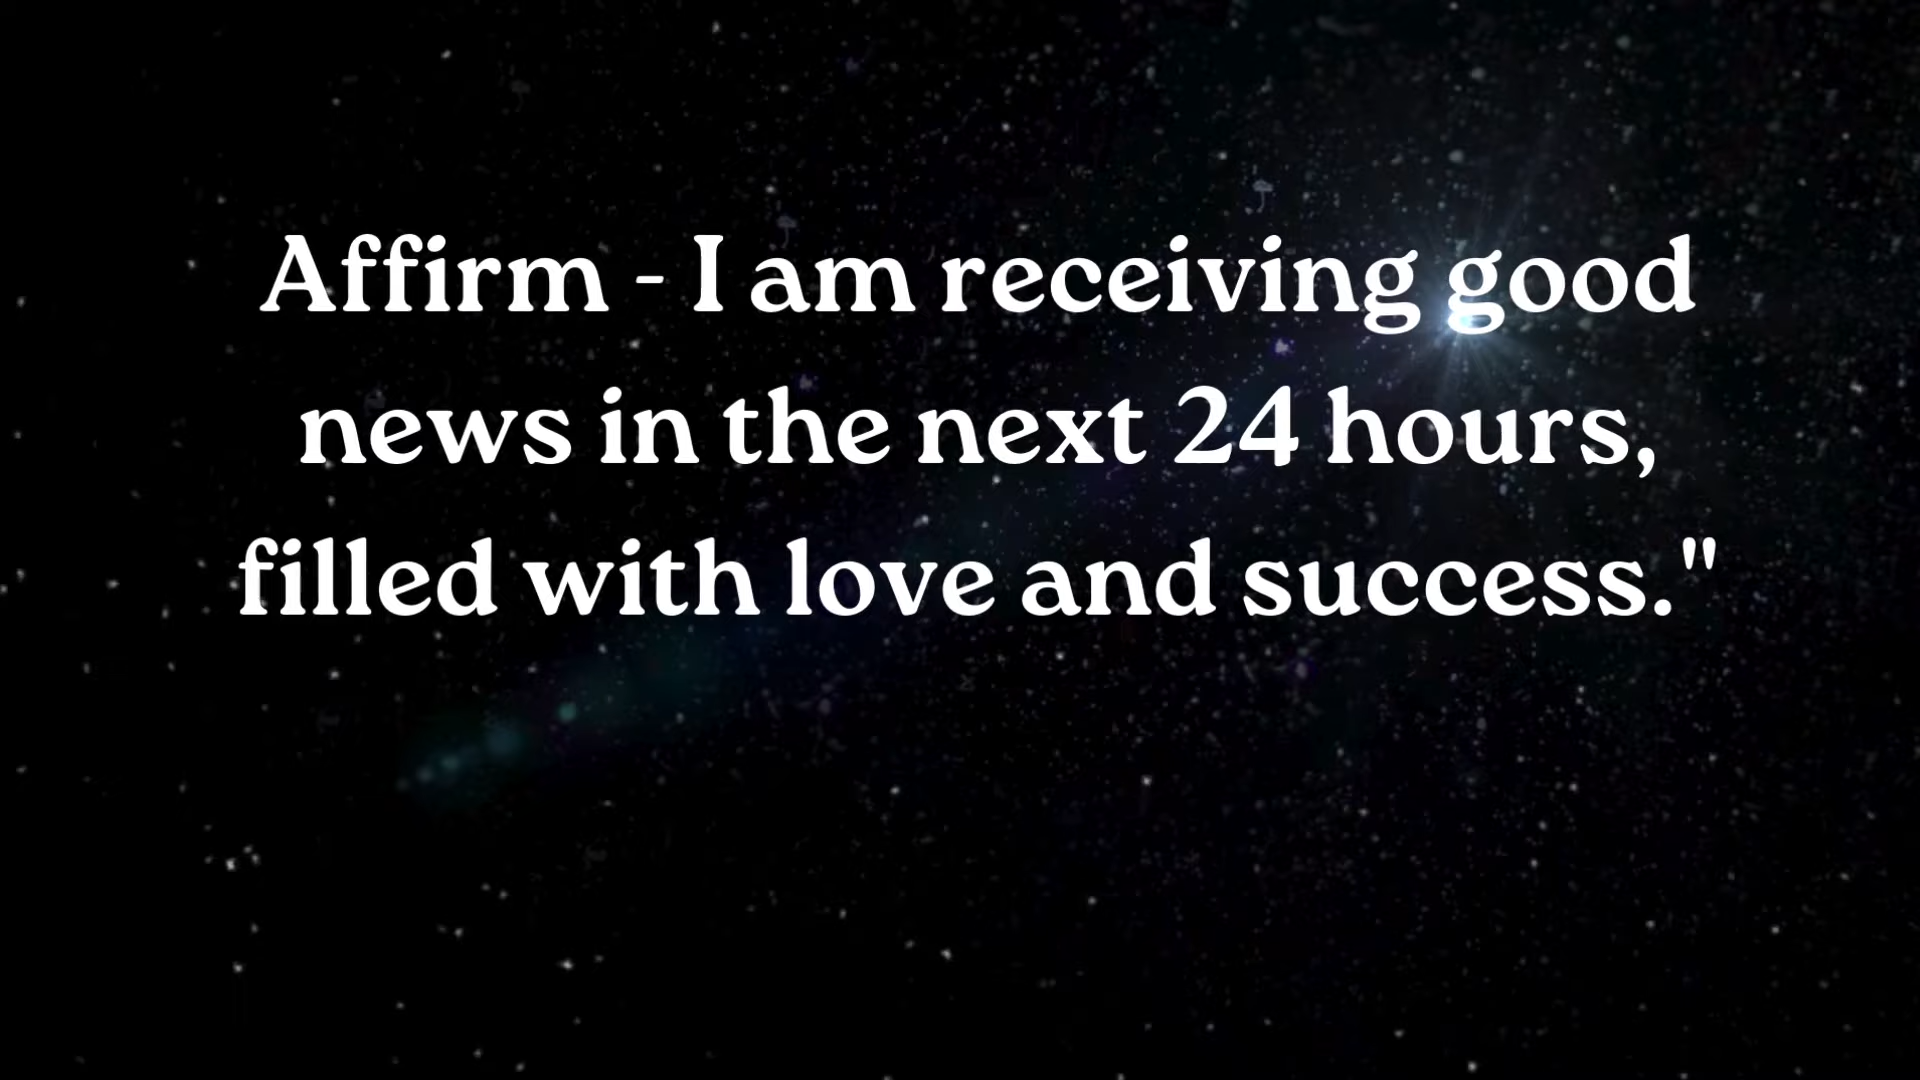 Affirm - I am receiving good
news in the next 24 hours,
filled with love and success."